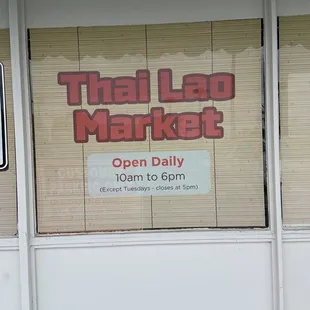 Thai Lao
Market
Open Daily
10am to 6pm
(Except Tuesdays - closes at 5pm)